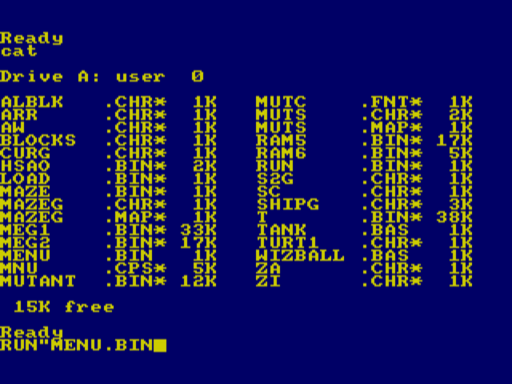 Ready
cat
Drive A: user  0
ALBLK   .CHR*  1K   MUTC    .FNT*  1K
ARR     .CHR*  1K   MUTS    .CHR*  2K
AW      .CHR*  1K   MUTS    .MAP*  1K
BLOCKS  .CHR*  1K   RAM5    .BIN* 17K
CURG    .CHR*  1K   RAM6    .BIN*  5K
HSAO    .BIN*  2K   RUN     .BIN*  1K
LOAD    .BIN*  1K   S2G     .CHR*  1K
MAZE    .BIN*  1K   SC      .CHR*  1K
MAZEG   .CHR*  1K   SHIPG   .CHR*  3K
MAZEG   .MAP*  1K   T       .BIN* 38K
MEG1    .BIN* 33K   TANK    .BAS   1K
MEG2    .BIN* 17K   TURT1   .CHR*  1K
MENU    .BIN   1K   WIZBALL .BAS   1K
MNU     .CPS*  5K   ZA      .CHR*  1K
MUTANT  .BIN* 12K   ZI      .CHR*  1K
15K free
Ready
RUN"MENU.BIN